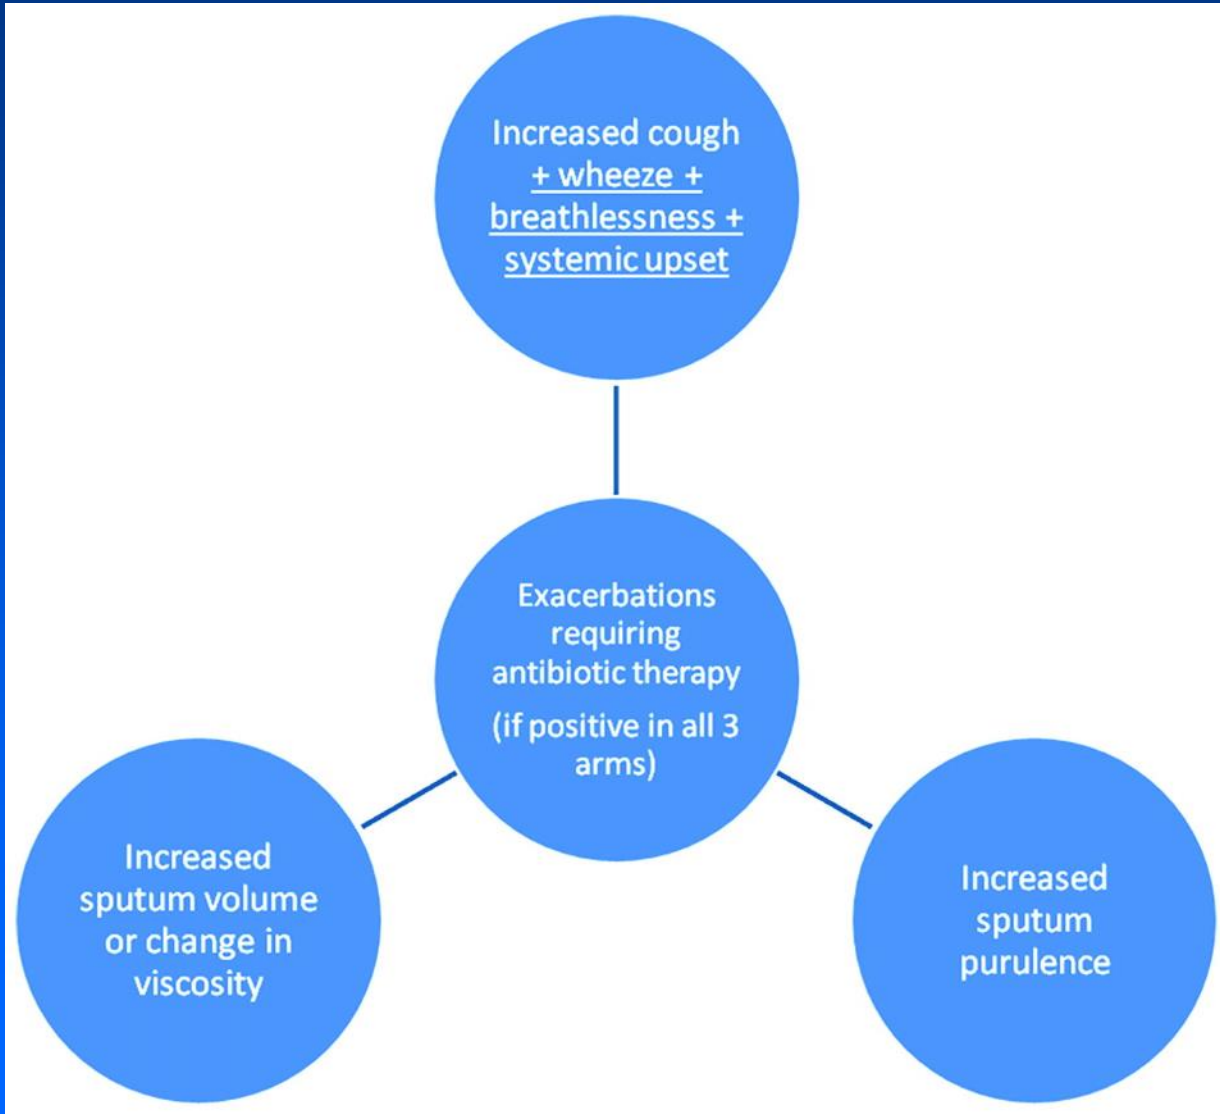 Increased cough
+ wheeze +
breathlessness +
systemic upset
Exacerbations
requiring
antibiotic therapy
(if positive in all 3
arms)
Increased
sputum volume
or change in
viscosity
Increased
sputum
purulence